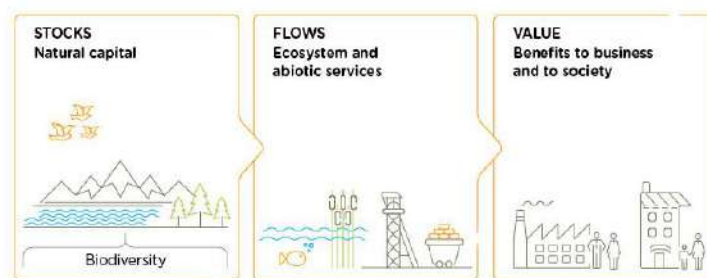 STOCKS
Natural capital
Biodiversity
FLOWS
Ecosystem and
abiotic services
VALUE
Benefits to business
and to society